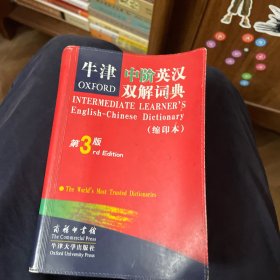 牛津 中阶英汉
OXFORD 双解词典
INTERMEDIATE LEARNER'S
English-Chinese Dictionary
(缩印本)
第3版
rd Edition
The World's Most Trusted Dictionaries
商务印书馆
The Commercial Press
牛津大学出版社
Oxford University Press